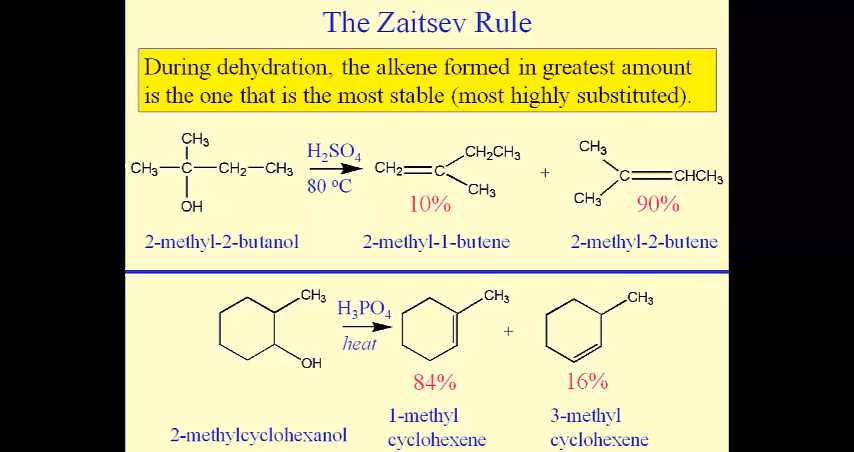 The Zaitsev Rule
During dehydration, the alkene formed in greatest amount
is the one that is the most stable (most highly substituted).
CH₃
CH₃—C—CH₂—CH₃
OH
H₂SO₄
80 °C
CH₂=C
CH₂CH₃
CH₃
10%
+
CH₃
C=CHCH₃
CH₃
90%
2-methyl-2-butanol
2-methyl-1-butene
2-methyl-2-butene
CH₃
OH
H₃PO₄
heat
CH₃
84%
+
CH₃
16%
2-methylcyclohexanol
1-methyl
cyclohexene
3-methyl
cyclohexene